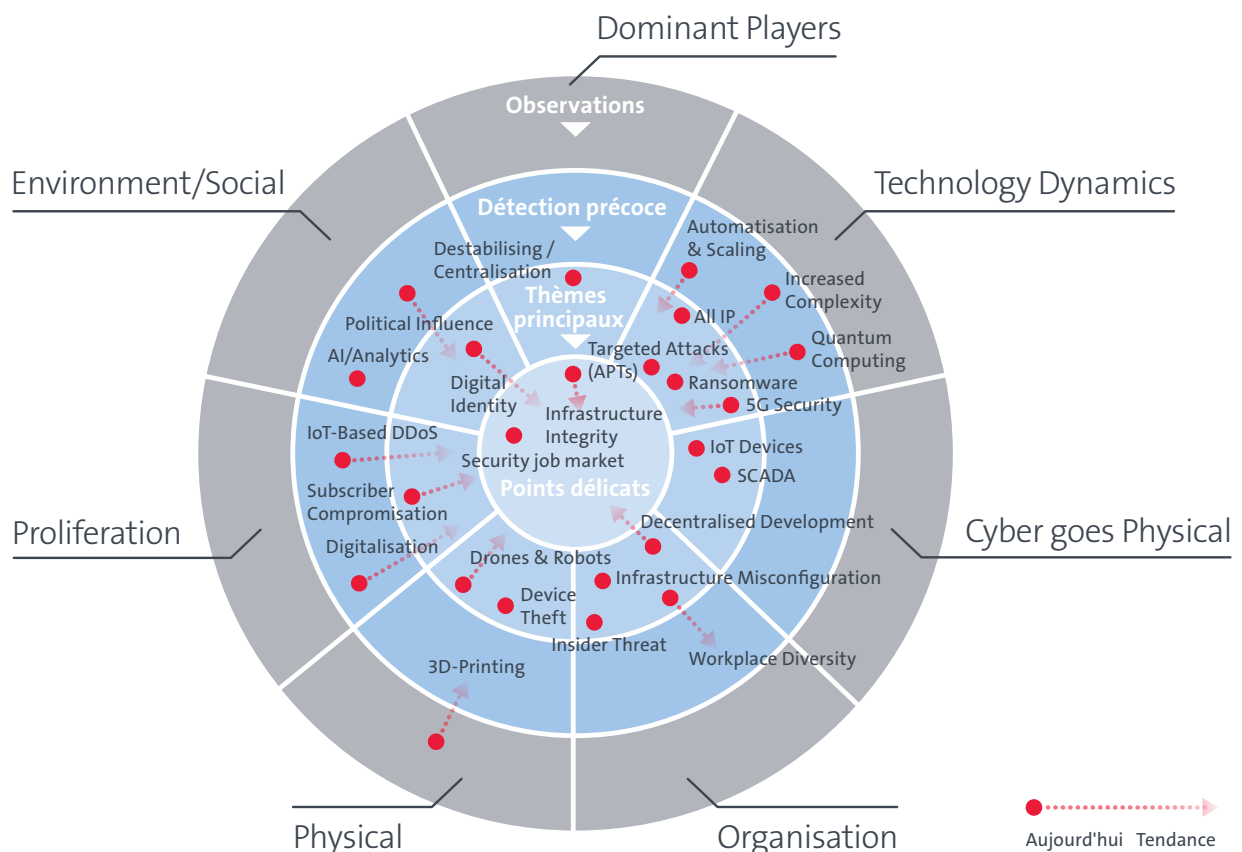 Dominant Players
Observations
Environment/Social
Technology Dynamics
Détection précoce
Automatisation
& Scaling
Destabilising /
Centralisation
Increased
Complexity
Thèmes
principaux
All IP
Political Influence
Quantum
Computing
AI/Analytics
Targeted Attacks
(APTs)
Ransomware
Digital
Identity
5G Security
Infrastructure
Integrity
IoT-Based DDoS
IoT Devices
Security job market
SCADA
Points délicats
Subscriber
Compromisation
Decentralised Development
Proliferation
Cyber goes Physical
Digitalisation
Drones & Robots
Infrastructure Misconfiguration
Device
Theft
Insider Threat
Workplace Diversity
3D-Printing
Physical
Organisation
Aujourd'hui Tendance